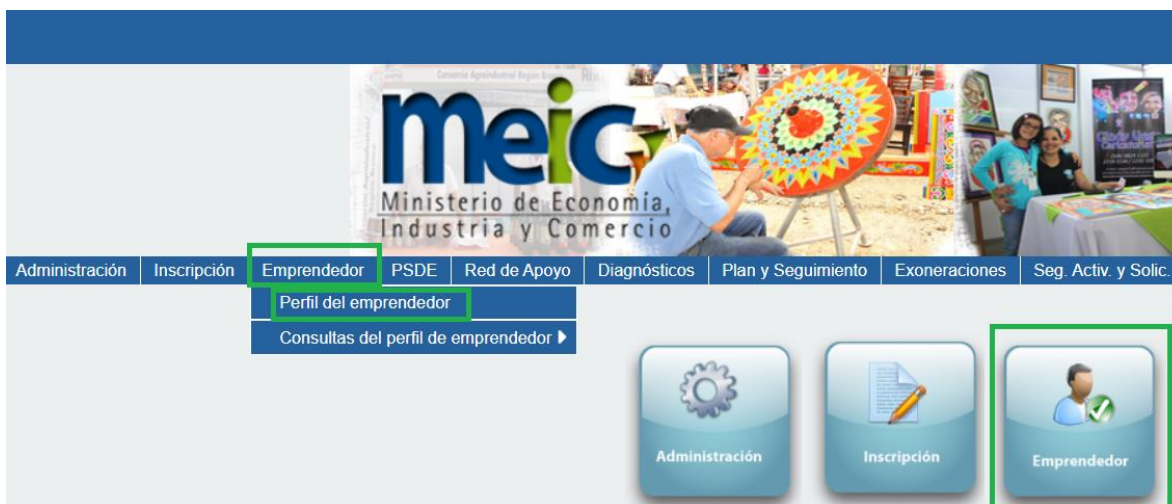 meic
Ministerio de Economía,
Industria y Comercio
Administración Inscripción Emprendedor PSDE Red de Apoyo Diagnósticos Plan y Seguimiento Exoneraciones Seg. Activ. y Solic.
Perfil del emprendedor
Consultas del perfil de emprendedor
Administración Inscripción Emprendedor